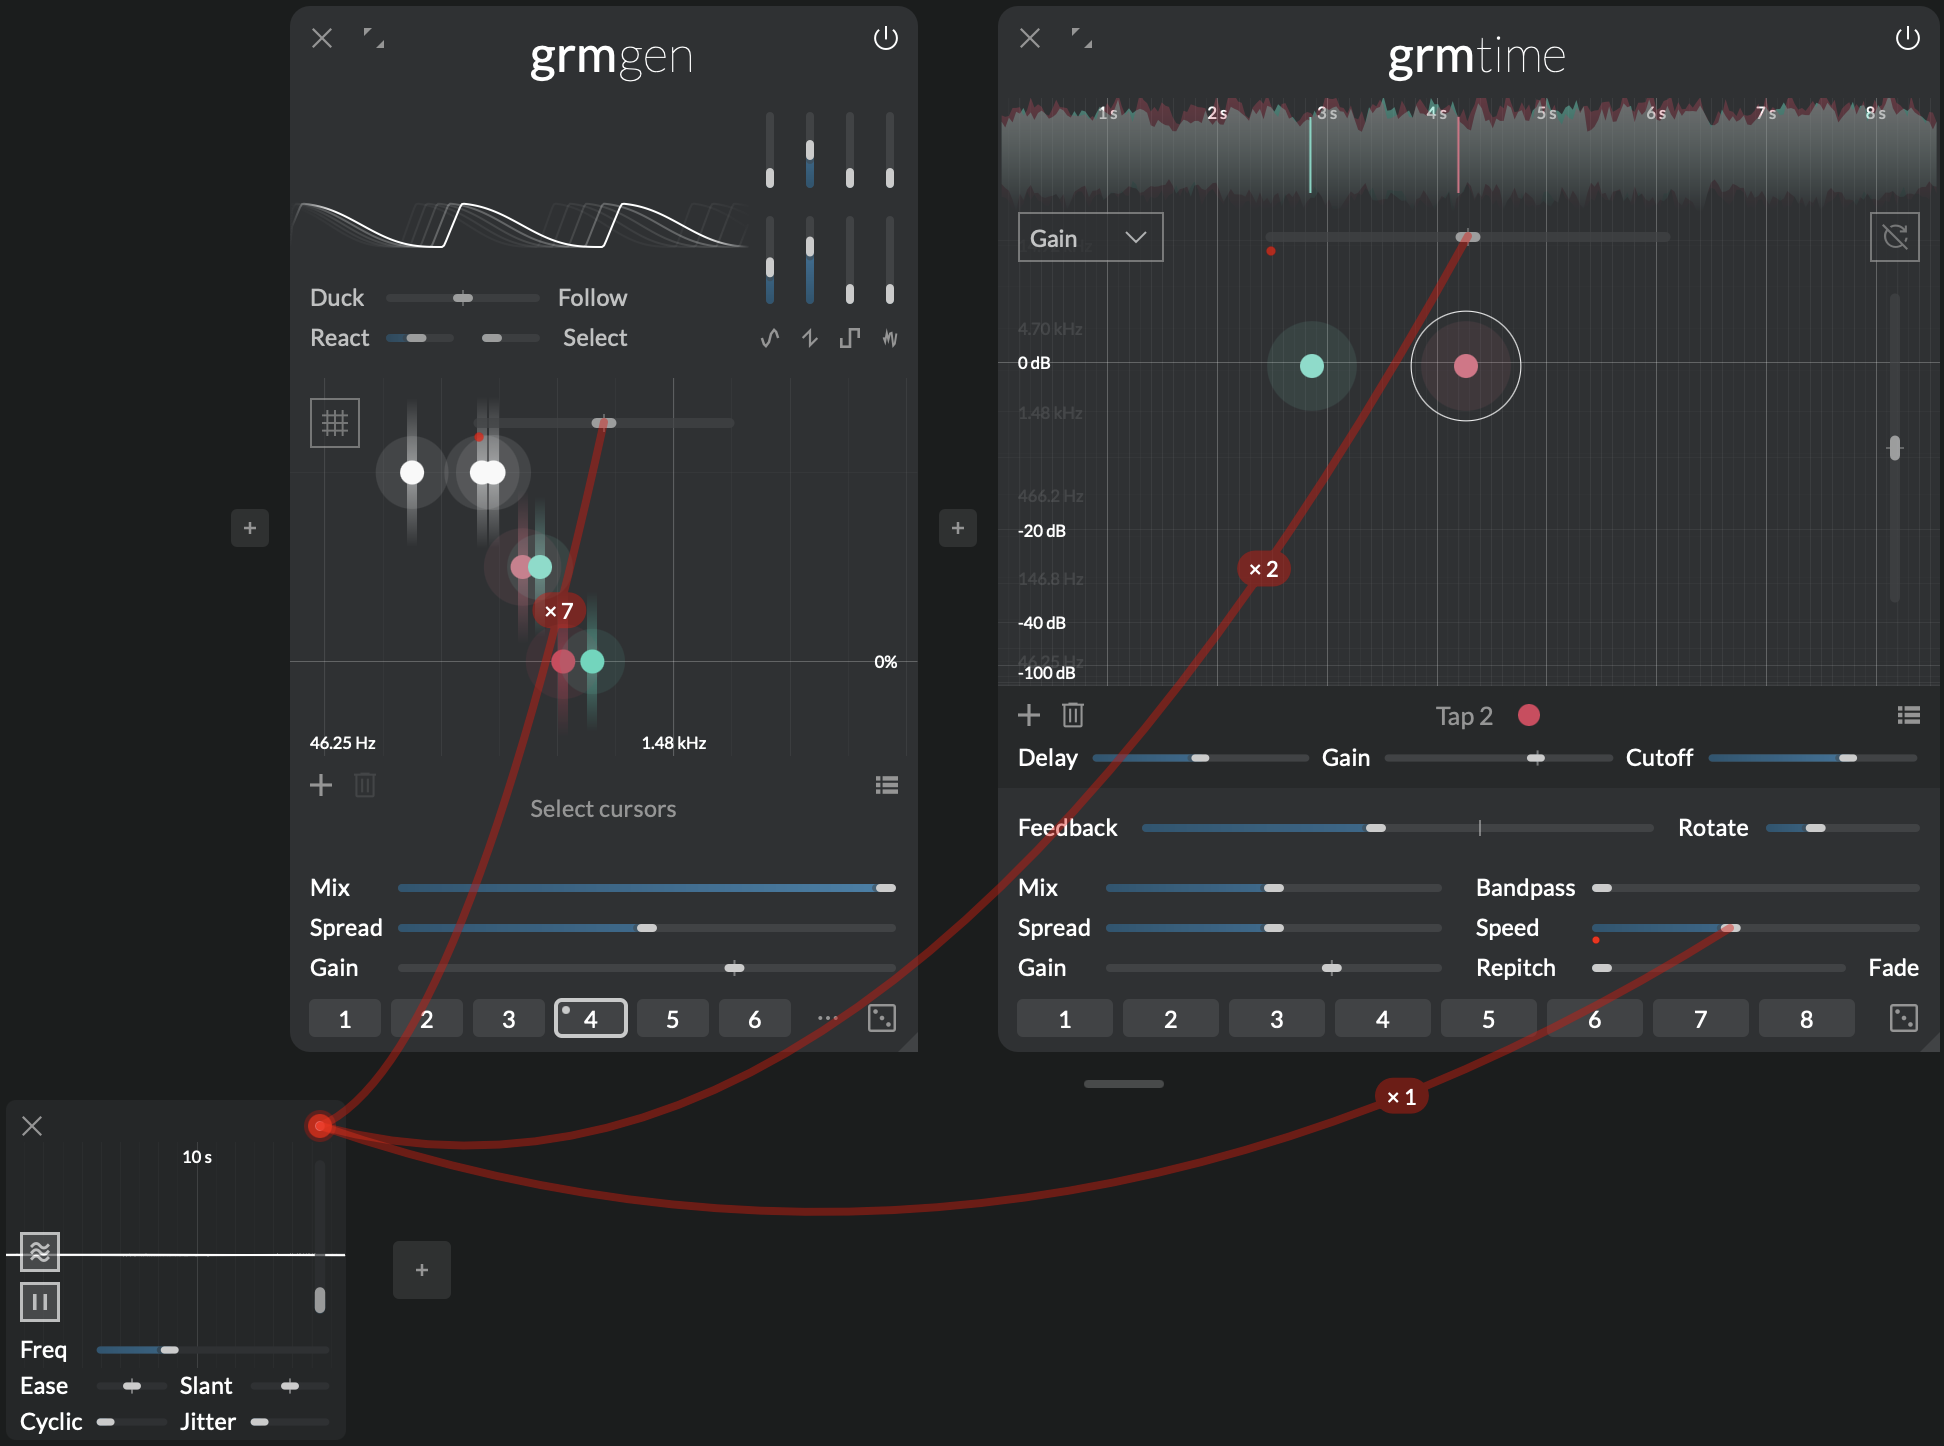 grmgen
Duck
Follow
React
Select
× 7
0%
46.25 Hz
1.48 kHz
Select cursors
Mix
Spread
Gain
1
2
3
4
5
6
...
grmtime
1 s
2 s
3 s
4 s
5 s
6 s
7 s
8 s
Gain
4.70 kHz
0 dB
1.48 kHz
466.2 Hz
-20 dB
× 2
146.8 Hz
-40 dB
46.25 Hz
-100 dB
Tap 2
Delay
Gain
Cutoff
Feedback
Rotate
Mix
Bandpass
Spread
Speed
Gain
Repitch
Fade
1
2
3
4
5
6
7
8
× 1
10 s
Freq
Ease
Slant
Cyclic
Jitter